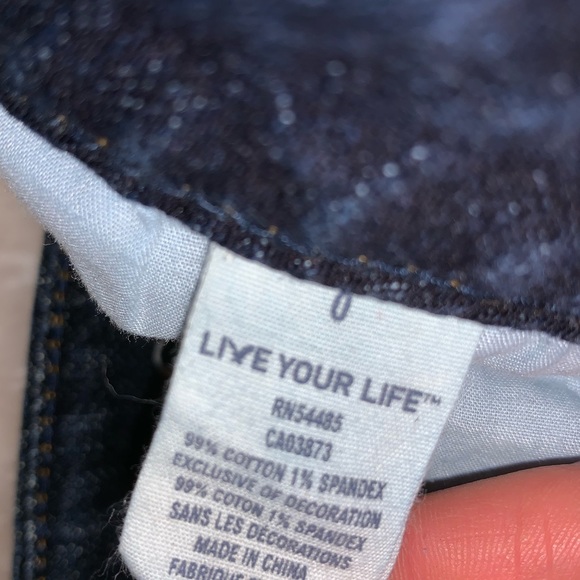 0
LIVE YOUR LIFE™
RN54485
CA03873
99% COTTON 1% SPANDEX
EXCLUSIVE OF DECORATION
99% COTON 1% SPANDEX
SANS LES DECORATIONS
MADE IN CHINA
FABRIQUE